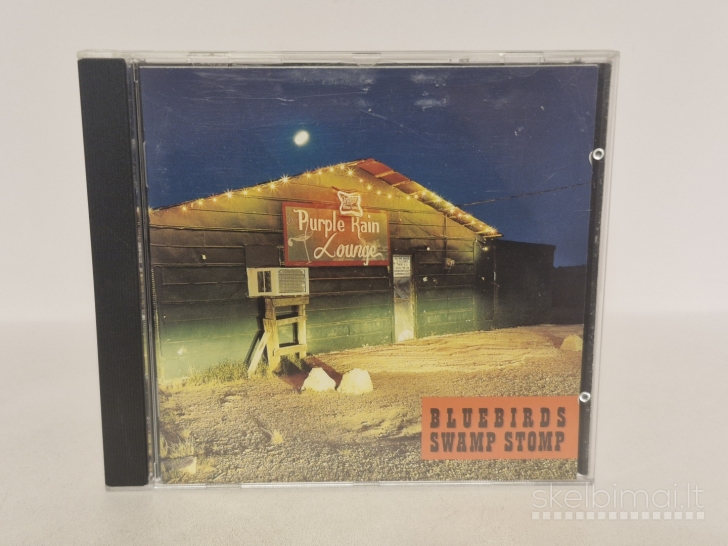 Purple Rain
Lounge
BLUEBIRDS
SWAMP STOMP
skelbimai.lt